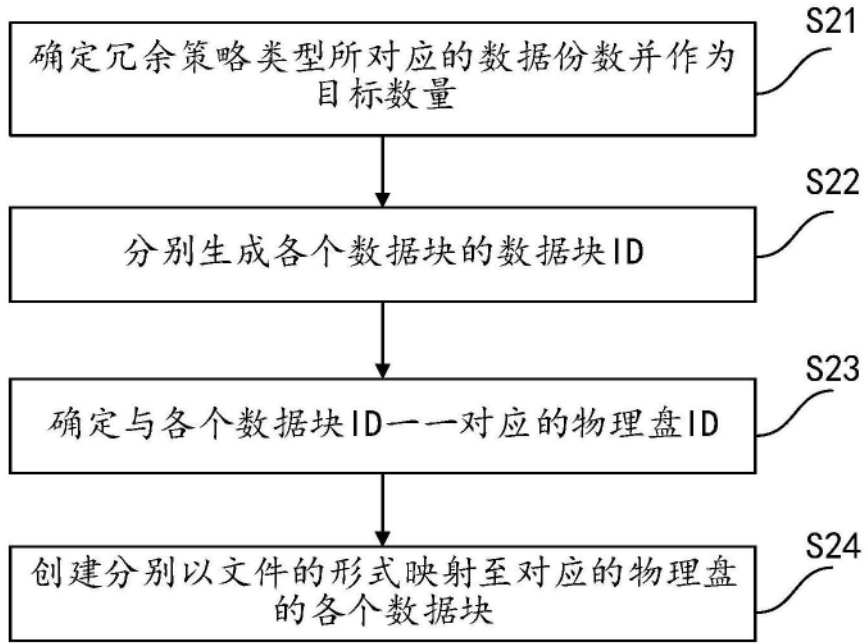 S21
确定冗余策略类型所对应的数据份数并作为
目标数量
S22
分别生成各个数据块的数据块ID
S23
确定与各个数据块ID一一对应的物理盘ID
S24
创建分别以文件的形式映射至对应的物理盘
的各个数据块